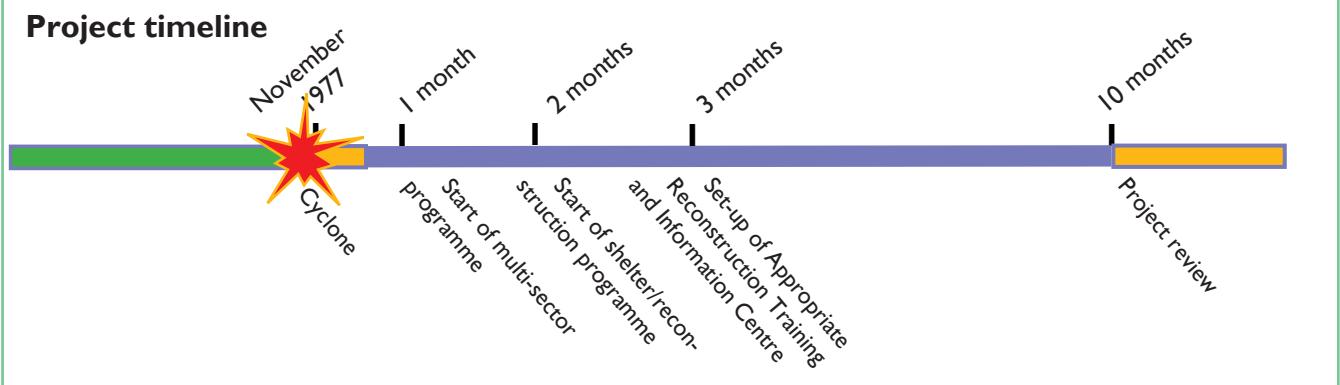 Project timeline
November
1977
1 month
2 months
3 months
10 months
Cyclone
Start of multi-sector
programme
Start of shelter/recon-
struction programme
Set-up of Appropriate
Reconstruction Training
and Information Centre
Project review